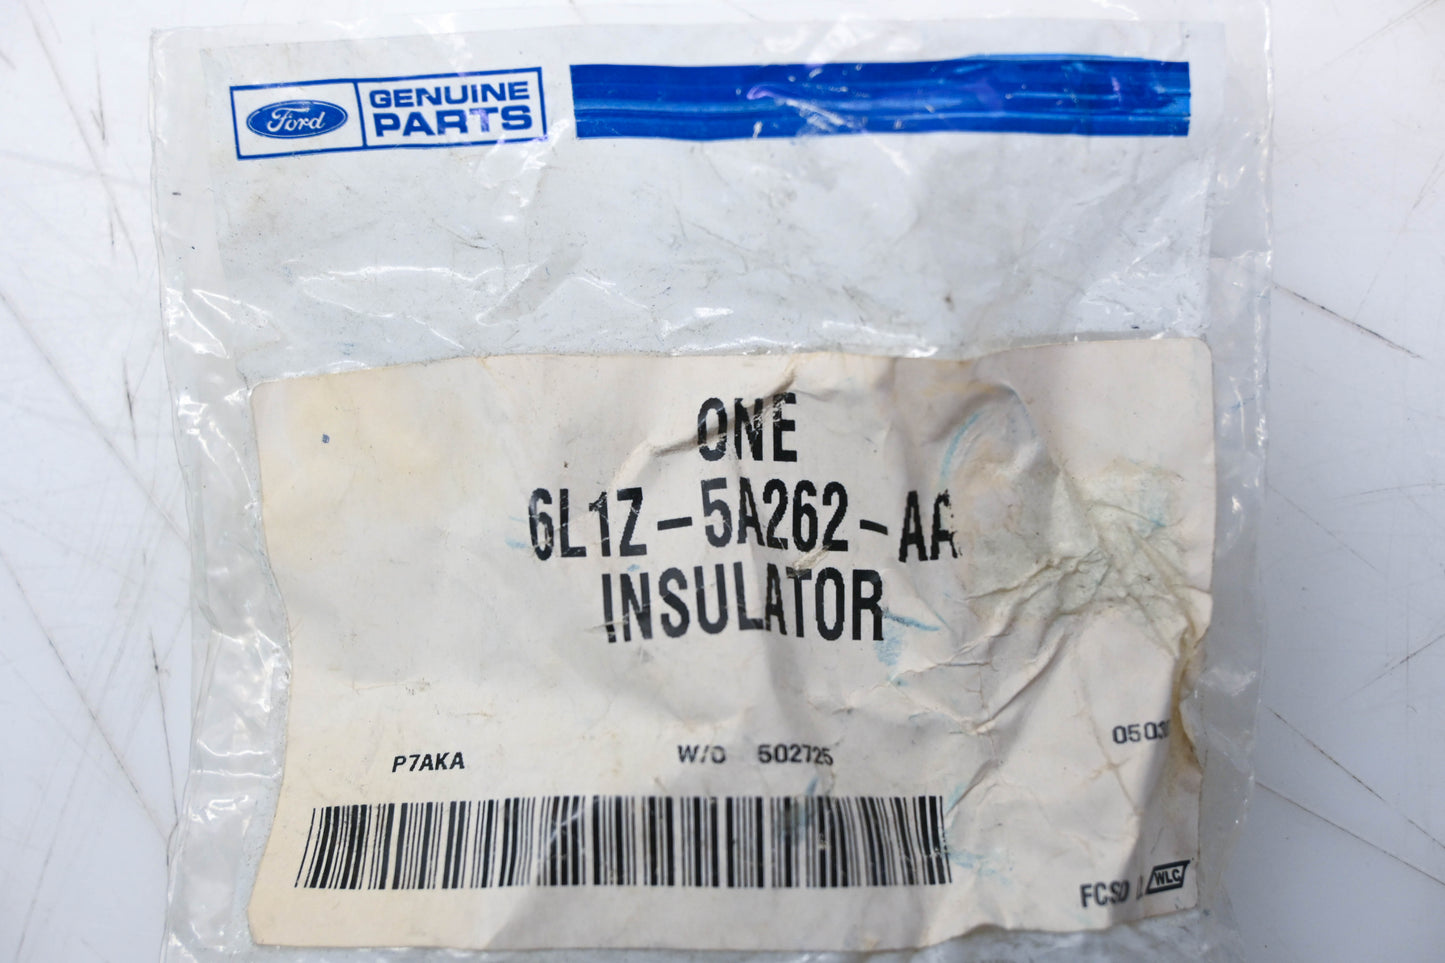 Ford GENUINE
PARTS
ONE
6L1Z-5A262-AA
INSULATOR
P7AKA W/O 502725
FCSD
WLC